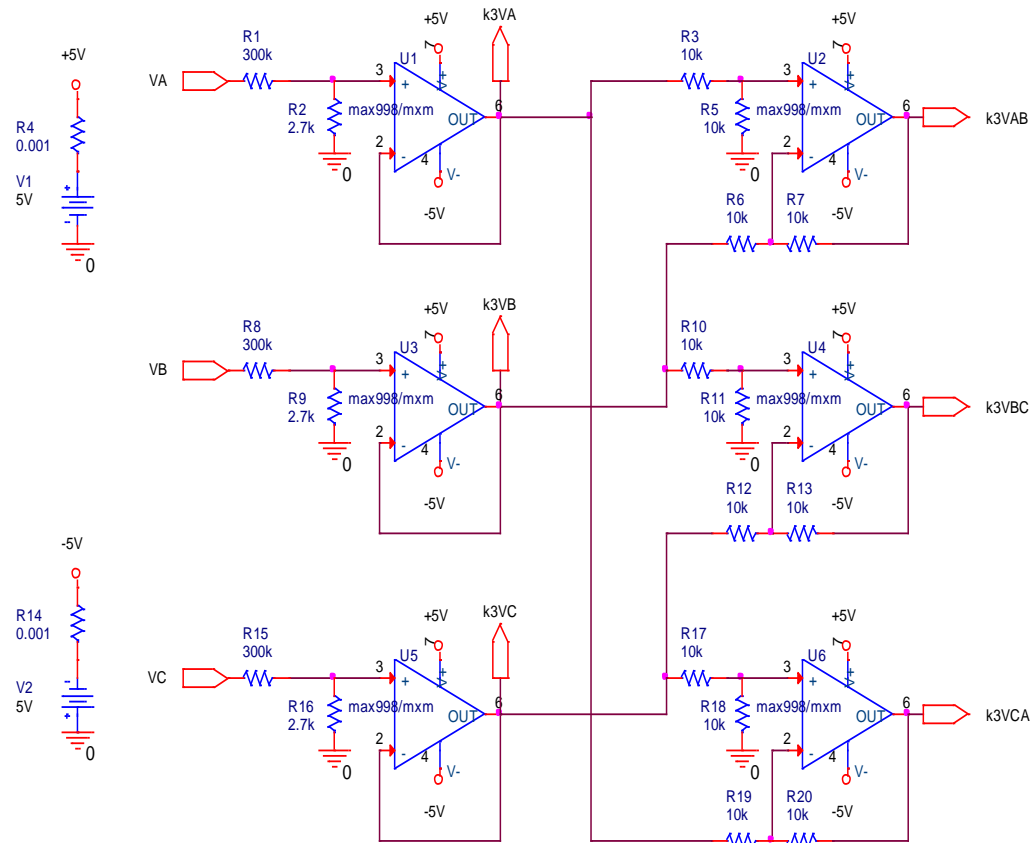 +5V
R4
0.001
V1
5V
+
-
0
-5V
R14
0.001
V2
5V
-
+
0
VA
R1
300k
R2
2.7k
0
3
+
2
-
U1
+5V
7
V+
max998/mxm
OUT
6
4
V-
-5V
k3VA
R3
10k
R5
10k
0
3
+
2
-
U2
+5V
7
V+
max998/mxm
OUT
6
4
V-
-5V
k3VAB
R6
10k
R7
10k
VB
R8
300k
R9
2.7k
0
3
+
2
-
U3
+5V
7
V+
max998/mxm
OUT
6
4
V-
-5V
k3VB
R10
10k
R11
10k
0
3
+
2
-
U4
+5V
7
V+
max998/mxm
OUT
6
4
V-
-5V
k3VBC
R12
10k
R13
10k
VC
R15
300k
R16
2.7k
0
3
+
2
-
U5
+5V
7
V+
max998/mxm
OUT
6
4
V-
-5V
k3VC
R17
10k
R18
10k
0
3
+
2
-
U6
+5V
7
V+
max998/mxm
OUT
6
4
V-
-5V
k3VCA
R19
10k
R20
10k